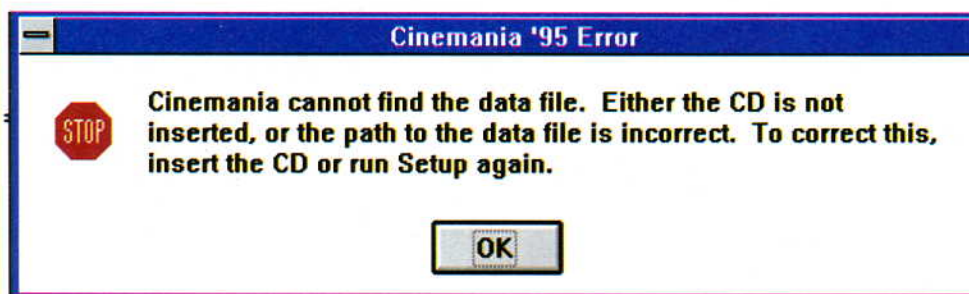 Cinemania '95 Error
STOP
Cinemania cannot find the data file. Either the CD is not
inserted, or the path to the data file is incorrect. To correct this,
insert the CD or run Setup again.
OK